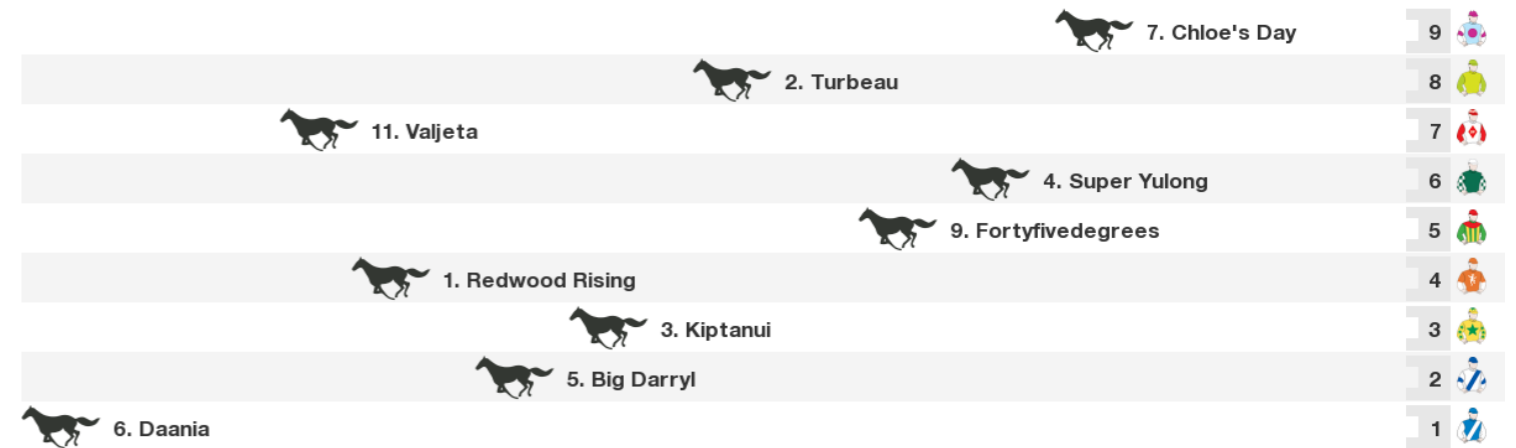 7. Chloe's Day 9
2. Turbeau 8
11. Valjeta 7
4. Super Yulong 6
9. Fortyfivedegrees 5
1. Redwood Rising 4
3. Kiptanui 3
5. Big Darryl 2
6. Daania 1